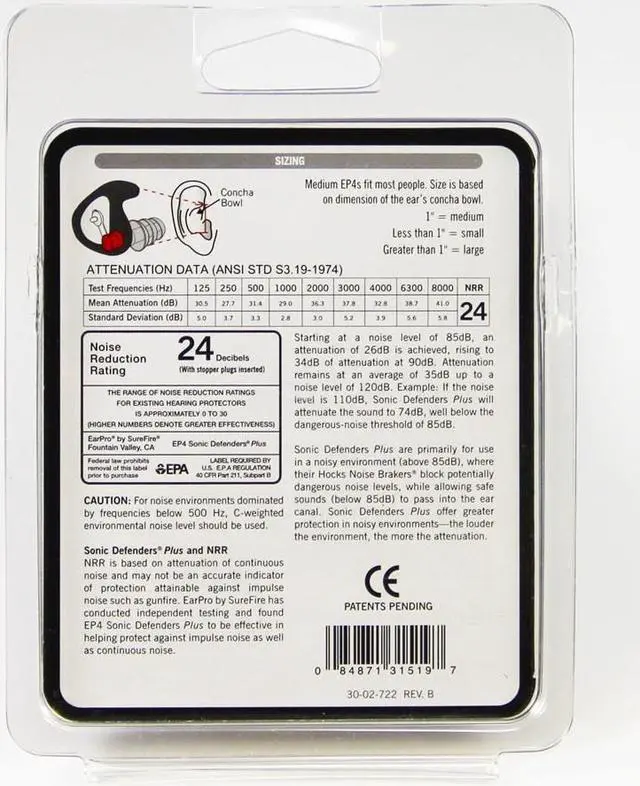 SIZING
Concha
Bowl
Medium EP4s fit most people. Size is based
on dimension of the ear's concha bowl.
1" = medium
Less than 1" = small
Greater than 1" = large
ATTENUATION DATA (ANSI STD S3.19-1974)
Test Frequencies (Hz) 125 250 500 1000 2000 3000 4000 6300 8000 NRR
Mean Attenuation (dB) 30.5 27.7 31.4 29.0 36.3 37.8 32.8 38.7 41.0 24
Standard Deviation (dB) 5.0 3.7 3.3 2.8 3.0 5.2 3.9 5.6 5.8
Noise
Reduction
Rating
24 Decibels
(With stopper plugs inserted)
THE RANGE OF NOISE REDUCTION RATINGS
FOR EXISTING HEARING PROTECTORS
IS APPROXIMATELY 0 TO 30
(HIGHER NUMBERS DENOTE GREATER EFFECTIVENESS)
EarPro® by SureFire®
Fountain Valley, CA
EP4 Sonic Defenders® Plus
Federal law prohibits
removal of this label
prior to purchase
EPA
LABEL REQUIRED BY
U.S. E.P.A REGULATION
40 CFR Part 211, Subpart B
CAUTION: For noise environments dominated
by frequencies below 500 Hz, C-weighted
environmental noise level should be used.
Sonic Defenders® Plus and NRR
NRR is based on attenuation of continuous
noise and may not be an accurate indicator
of protection attainable against impulse
noise such as gunfire. EarPro by SureFire has
conducted independent testing and found
EP4 Sonic Defenders Plus to be effective in
helping protect against impulse noise as well
as continuous noise.
Starting at a noise level of 85dB, an
attenuation of 26dB is achieved, rising to
34dB of attenuation at 90dB. Attenuation
remains at an average of 35dB up to a
noise level of 120dB. Example: If the noise
level is 110dB, Sonic Defenders Plus will
attenuate the sound to 74dB, well below the
dangerous-noise threshold of 85dB.
Sonic Defenders Plus are primarily for use
in a noisy environment (above 85dB), where
their Hocks Noise Brakers® block potentially
dangerous noise levels, while allowing safe
sounds (below 85dB) to pass into the ear
canal. Sonic Defenders Plus offer greater
protection in noisy environments—the louder
the environment, the more the attenuation.
CE
PATENTS PENDING
0 84871 31519 7
30-02-722 REV. B